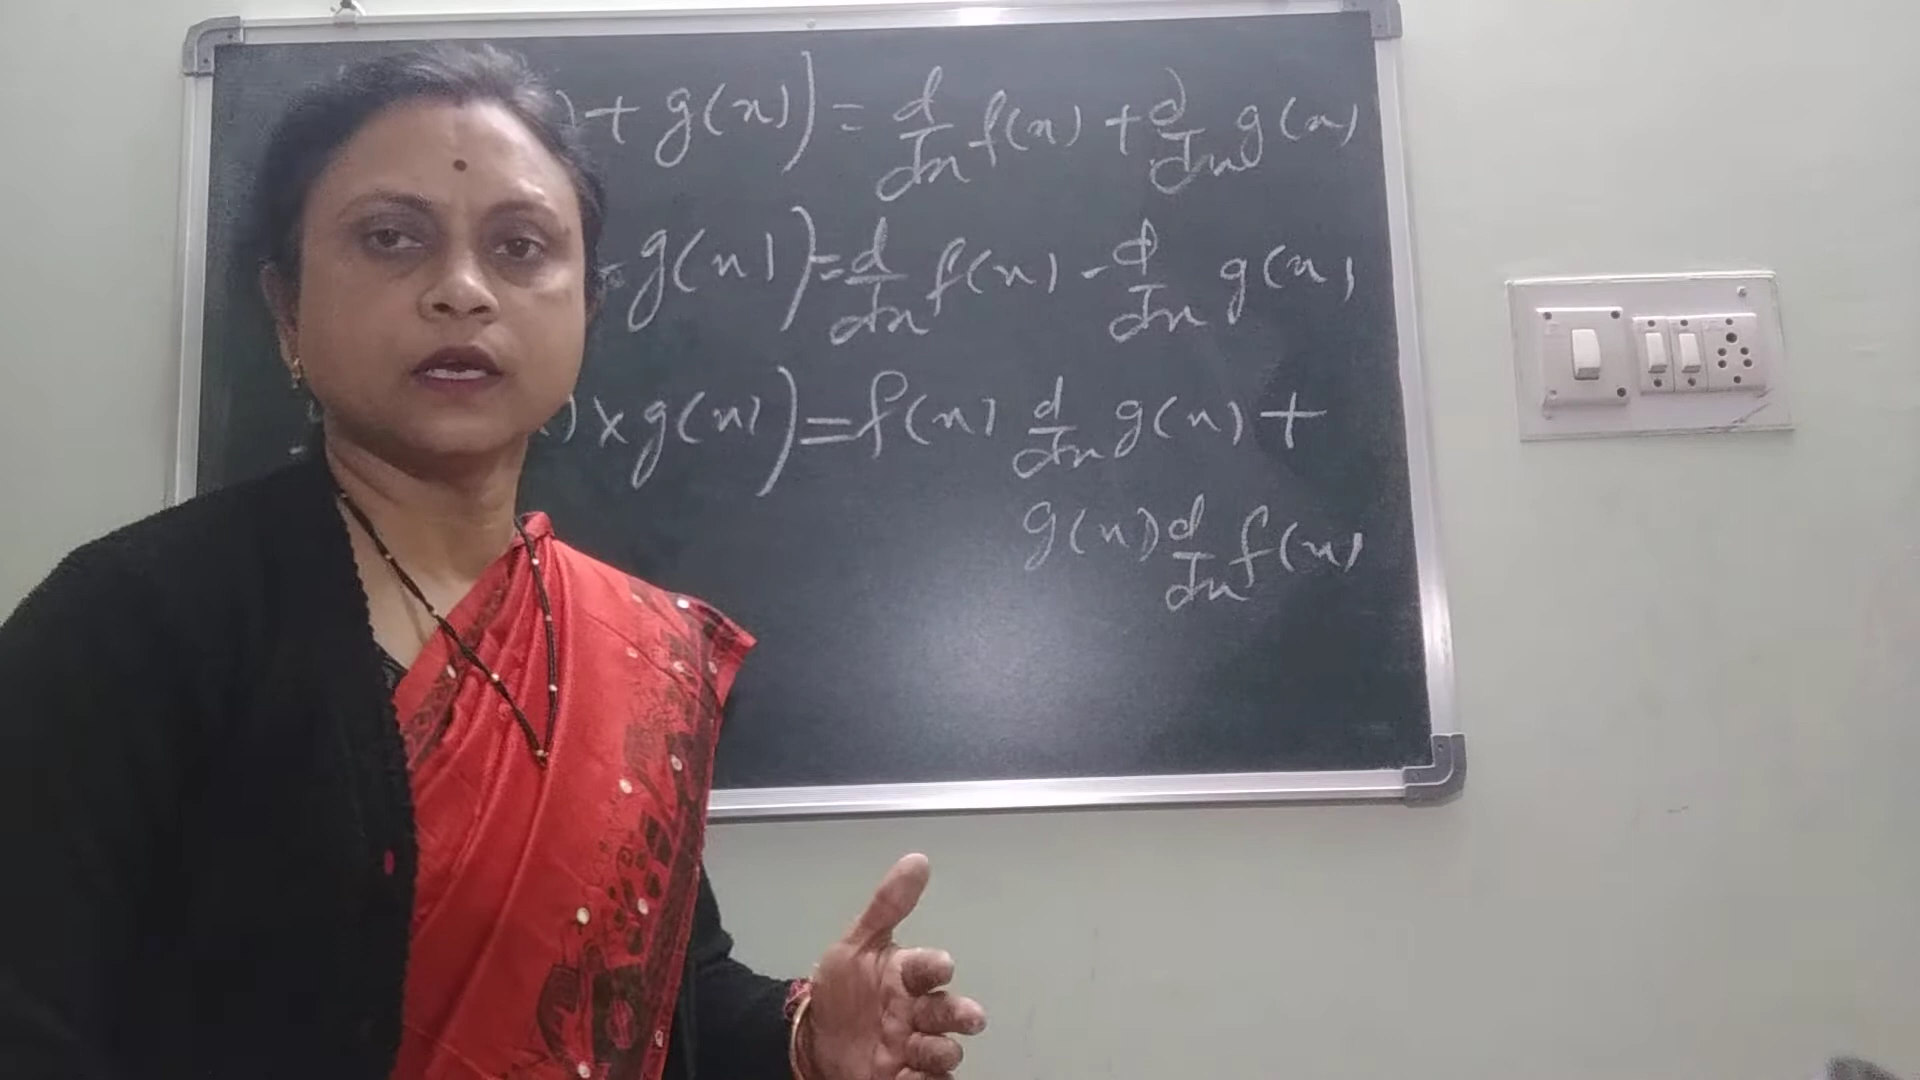 ) + g(x)) = d/dx f(x) + d/dx g(x)
- g(x)) = d/dx f(x) - d/dx g(x)
) × g(x)) = f(x) d/dx g(x) +
g(x) d/dx f(x)